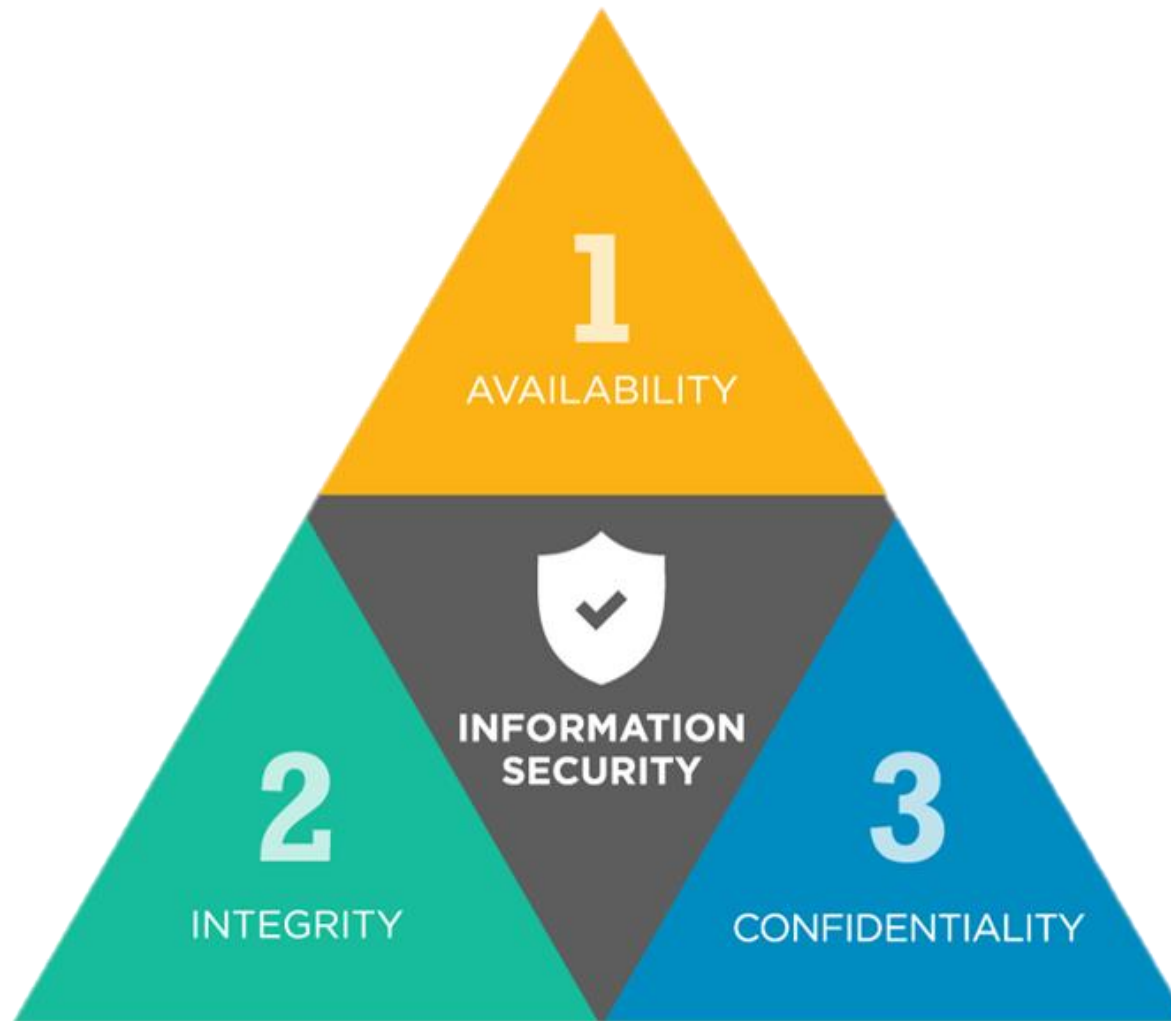 1
AVAILABILITY
INFORMATION
SECURITY
2
INTEGRITY
3
CONFIDENTIALITY